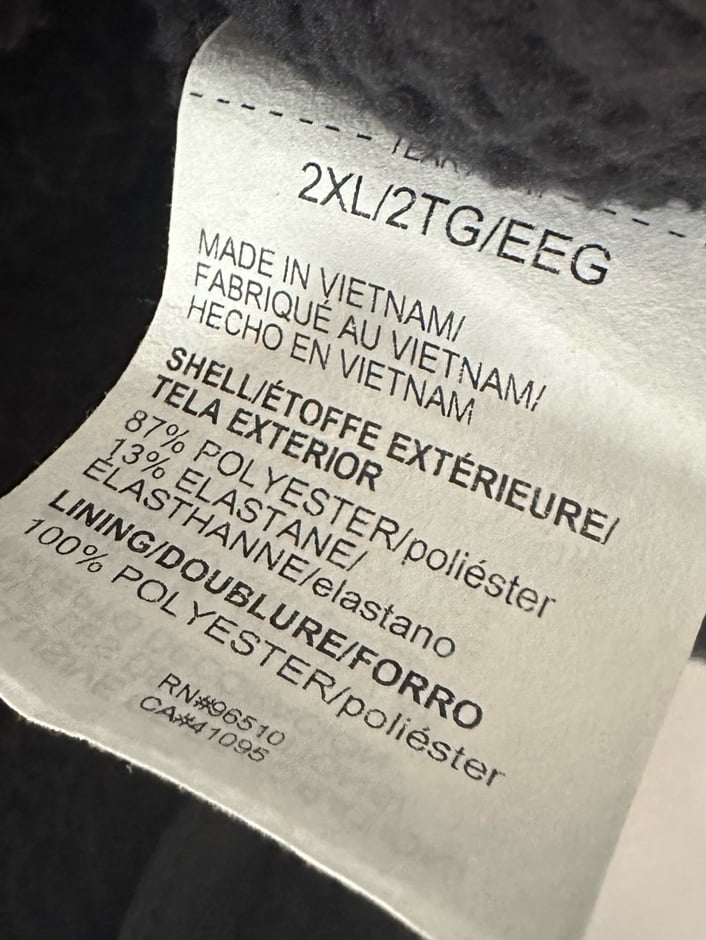 2XL/2TG/EEG
MADE IN VIETNAM/
FABRIQUÉ AU VIETNAM/
HECHO EN VIETNAM
SHELL/ÉTOFFE EXTÉRIEURE/
TELA EXTERIOR
87% POLYESTER/poliéster
13% ELASTANE/
ÉLASTHANNE/elastano
LINING/DOUBLURE/FORRO
100% POLYESTER/poliéster
RN#96510
CA#41095